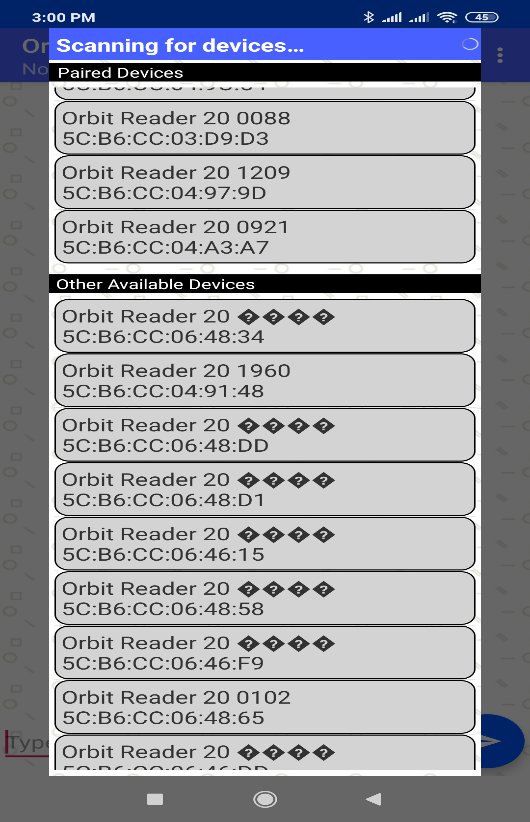 3:00 PM
45
Or
No
Scanning for devices...
Paired Devices
Orbit Reader 20 0088
5C:B6:CC:03:D9:D3
Orbit Reader 20 1209
5C:B6:CC:04:97:9D
Orbit Reader 20 0921
5C:B6:CC:04:A3:A7
Other Available Devices
Orbit Reader 20 ����
5C:B6:CC:06:48:34
Orbit Reader 20 1960
5C:B6:CC:04:91:48
Orbit Reader 20 ����
5C:B6:CC:06:48:DD
Orbit Reader 20 ����
5C:B6:CC:06:48:D1
Orbit Reader 20 ����
5C:B6:CC:06:46:15
Orbit Reader 20 ����
5C:B6:CC:06:48:58
Orbit Reader 20 ����
5C:B6:CC:06:46:F9
Orbit Reader 20 0102
5C:B6:CC:06:48:65
Orbit Reader 20 ����
Type